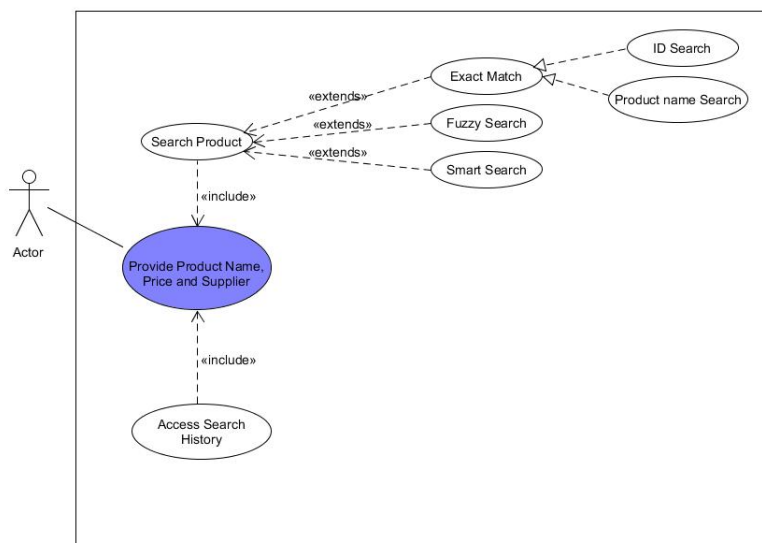 ID Search
Exact Match
Product name Search
«extends»
«extends»
Fuzzy Search
Search Product
«extends»
Smart Search
«include»
Actor
Provide Product Name,
Price and Supplier
«include»
Access Search
History